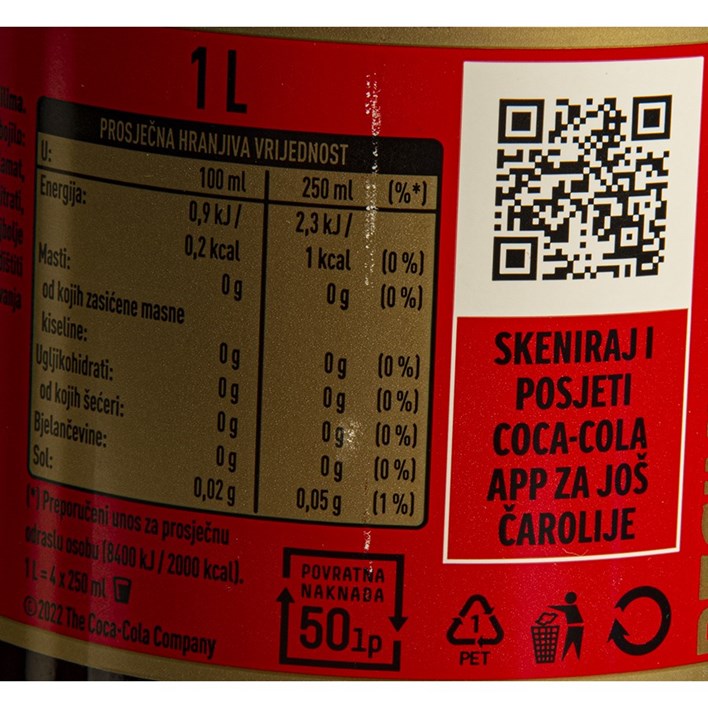 1 L
PROSJEČNA HRANJIVA VRIJEDNOST
U: 100 ml 250 ml (%*)
Energija: 0,9 kJ / 2,3 kJ /
0,2 kcal 1 kcal (0 %)
Masti: 0 g 0 g (0 %)
od kojih zasićene masne
kiseline: 0 g 0 g (0 %)
Ugljikohidrati: 0 g 0 g (0 %)
od kojih šećeri: 0 g 0 g (0 %)
Bjelančevine: 0 g 0 g (0 %)
Sol: 0,02 g 0,05 g (1 %)
(*) Preporučeni unos za prosječnu
odraslu osobu (8400 kJ / 2000 kcal).
1 L = 4 x 250 ml
©2022 The Coca-Cola Company
POVRATNA
NAKNADA
50 lp
SKENIRAJ I
POSJETI
COCA-COLA
APP ZA JOŠ
ČAROLIJE
1
PET